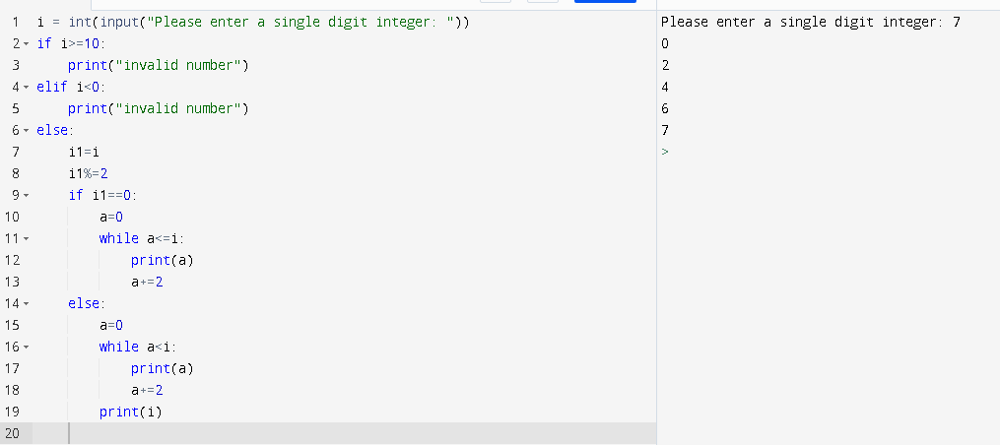 1 i = int(input("Please enter a single digit integer: "))
2 if i>=10:
3     print("invalid number")
4 elif i<0:
5     print("invalid number")
6 else:
7     i1=i
8     i1%=2
9     if i1==0:
10         a=0
11         while a<=i:
12             print(a)
13             a+=2
14     else:
15         a=0
16         while a<i:
17             print(a)
18             a+=2
19         print(i)
20
Please enter a single digit integer: 7
0
2
4
6
7
>